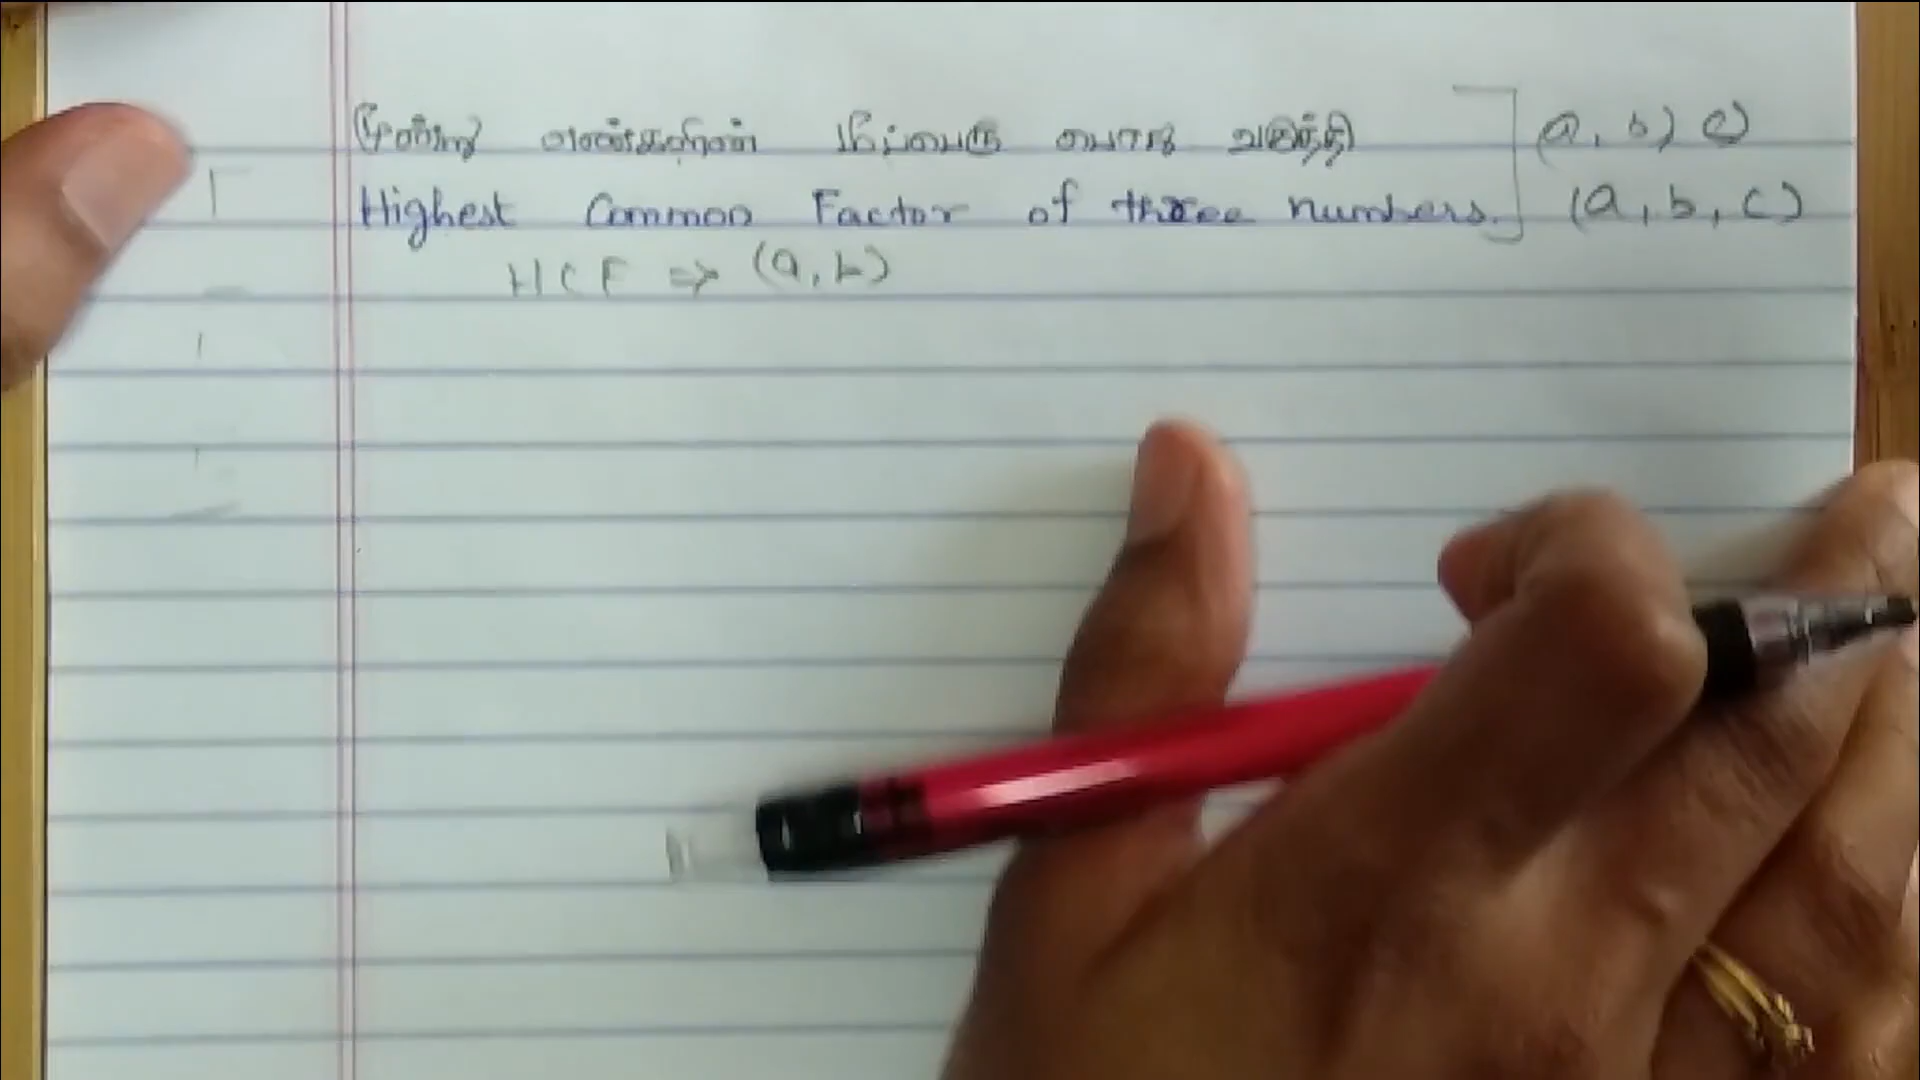 மூன்று எண்களின் மீப்பெரு பொது வகுத்தி ] (a, b) c)
Highest Common Factor of three numbers. ] (a, b, c)
HCF ⇒ (a, b)